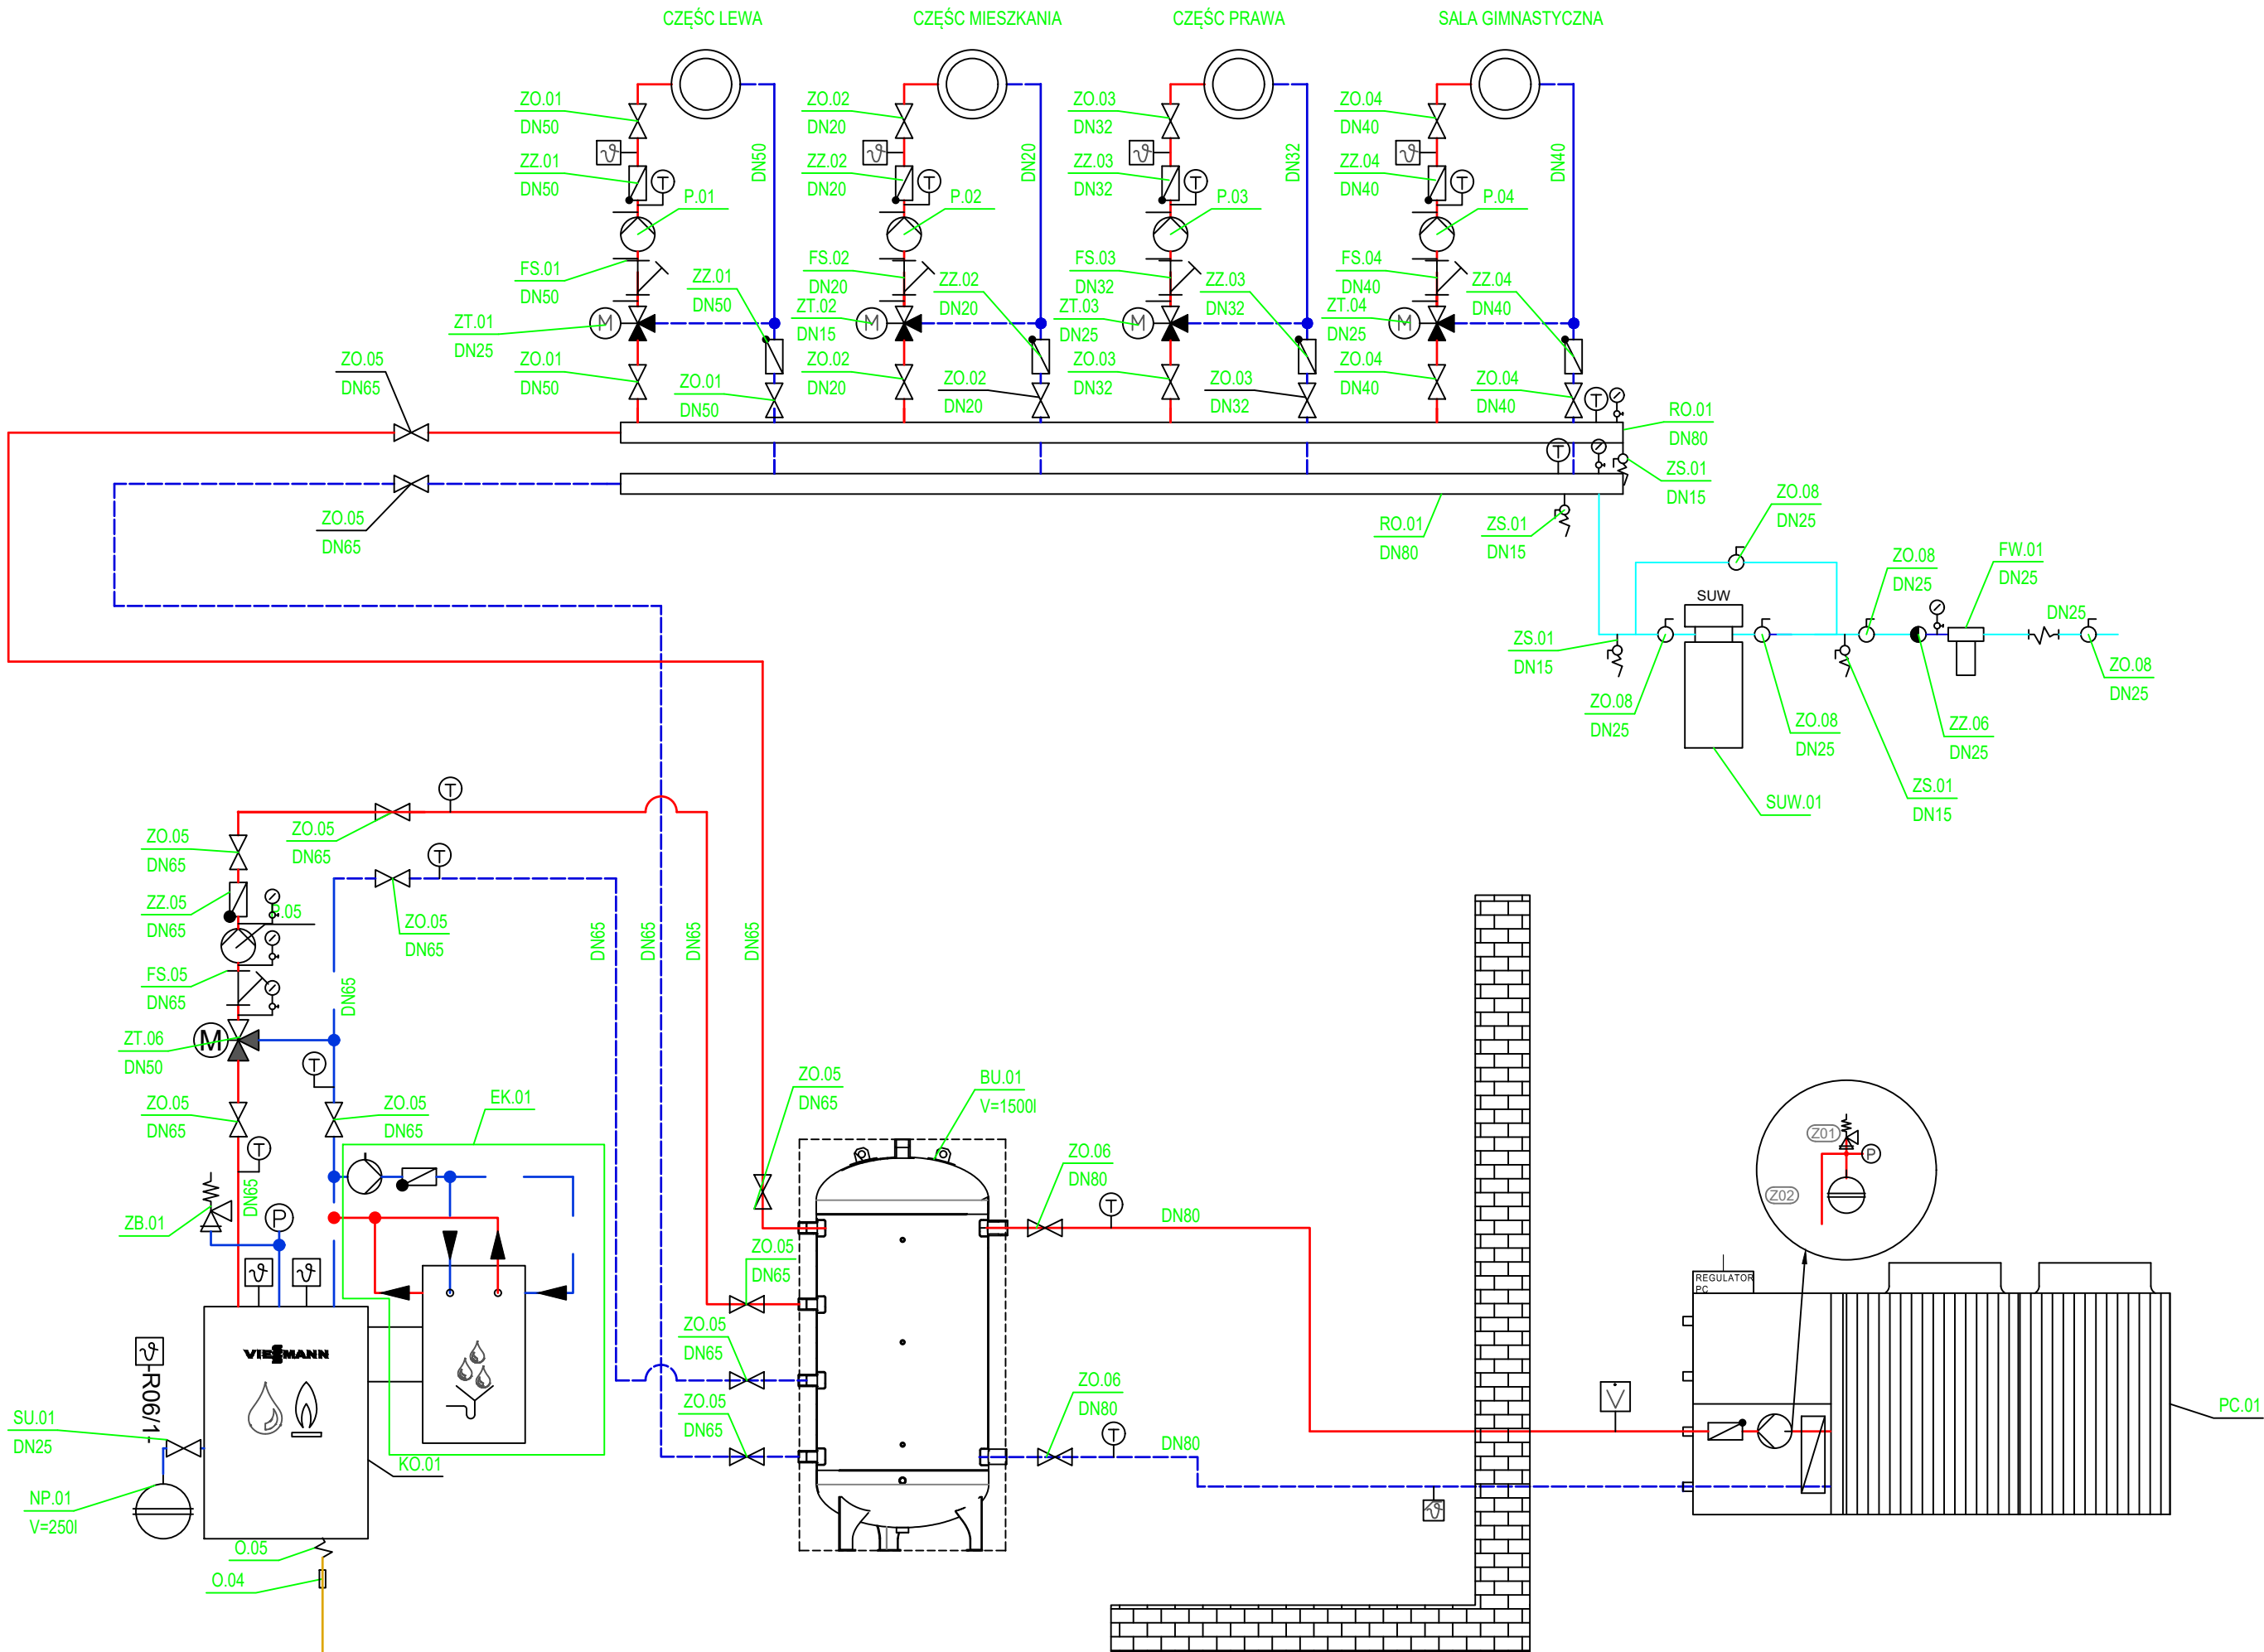 CZĘŚC LEWA
CZĘŚC MIESZKANIA
CZĘŚC PRAWA
SALA GIMNASTYCZNA
ZO.01
DN50
ZZ.01
DN50
T
P.01
FS.01
DN50
ZZ.01
DN50
ZT.01
DN25
M
ZO.01
DN50
ZO.01
DN50
DN50
ZO.02
DN20
ZZ.02
DN20
T
P.02
FS.02
DN20
ZZ.02
DN20
ZT.02
DN15
M
ZO.02
DN20
ZO.02
DN20
DN20
ZO.03
DN32
ZZ.03
DN32
T
P.03
FS.03
DN32
ZZ.03
DN32
ZT.03
DN25
M
ZO.03
DN32
ZO.03
DN32
DN32
ZO.04
DN40
ZZ.04
DN40
T
P.04
FS.04
DN40
ZZ.04
DN40
ZT.04
DN25
M
ZO.04
DN40
ZO.04
DN40
DN40
ZO.05
DN65
ZO.05
DN65
T
T
RO.01
DN80
ZS.01
DN15
RO.01
DN80
ZS.01
DN15
ZO.08
DN25
ZO.08
DN25
FW.01
DN25
DN25
SUW
ZS.01
DN15
ZO.08
DN25
ZO.08
DN25
ZZ.06
DN25
ZO.08
DN25
SUW.01
ZS.01
DN15
T
ZO.05
DN65
ZO.05
DN65
T
ZZ.05
DN65
.05
ZO.05
DN65
FS.05
DN65
DN65
DN65
DN65
DN65
DN65
ZT.06
DN50
M
T
ZO.05
DN65
ZO.05
DN65
EK.01
T
DN65
ZB.01
P
ZO.05
DN65
BU.01
V=1500l
ZO.06
DN80
T
DN80
ZO.05
DN65
ZO.05
DN65
ZO.05
DN65
ZO.06
DN80
T
DN80
VIESMANN
R06/1
SU.01
DN25
NP.01
V=250l
KO.01
O.05
O.04
Z01
P
Z02
REGULATOR
PC
V
PC.01